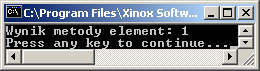 C:\Program Files\Xinox Softw...
Wynik metody element: 1
Press any key to continue...